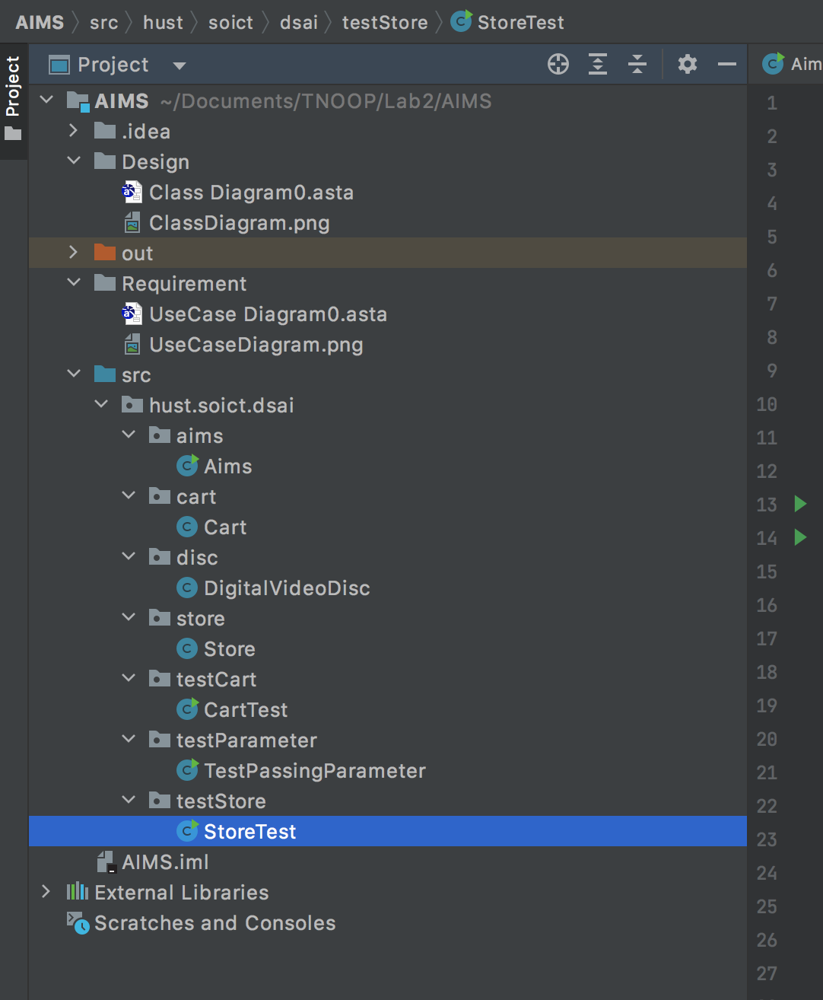 AIMS src hust soict dsai testStore StoreTest
Project
Project
Aim
AIMS ~/Documents/TNOOP/Lab2/AIMS
.idea
Design
Class Diagram0.asta
ClassDiagram.png
out
Requirement
UseCase Diagram0.asta
UseCaseDiagram.png
src
hust.soict.dsai
aims
Aims
cart
Cart
disc
DigitalVideoDisc
store
Store
testCart
CartTest
testParameter
TestPassingParameter
testStore
StoreTest
AIMS.iml
External Libraries
Scratches and Consoles
1
2
3
4
5
6
7
8
9
10
11
12
13
14
15
16
17
18
19
20
21
22
23
24
25
26
27